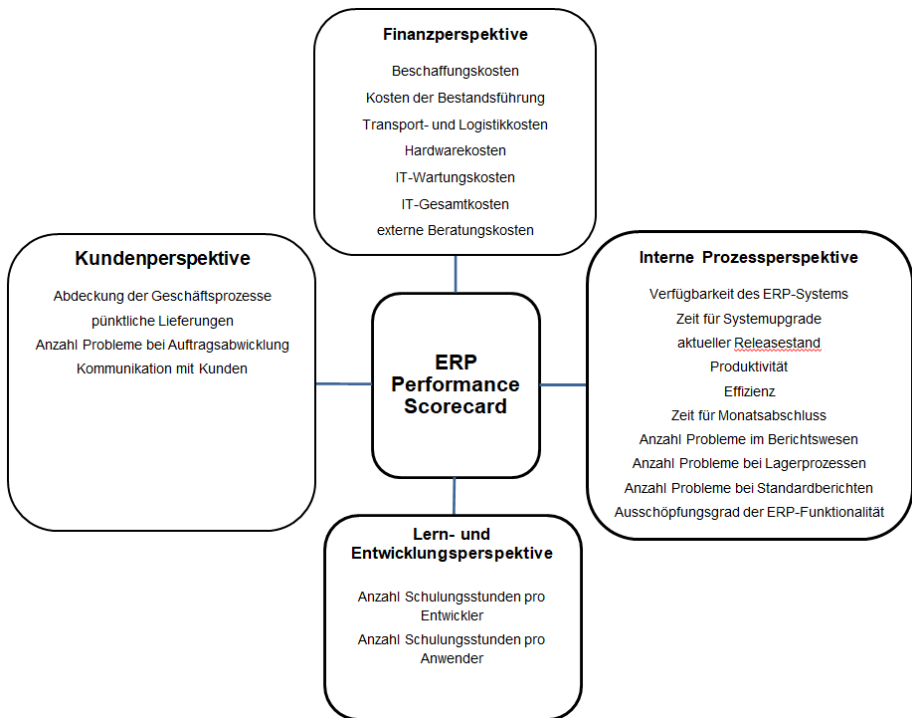 Finanzperspektive
Beschaffungskosten
Kosten der Bestandsführung
Transport- und Logistikkosten
Hardwarekosten
IT-Wartungskosten
IT-Gesamtkosten
externe Beratungskosten
Kundenperspektive
Abdeckung der Geschäftsprozesse
pünktliche Lieferungen
Anzahl Probleme bei Auftragsabwicklung
Kommunikation mit Kunden
ERP
Performance
Scorecard
Interne Prozessperspektive
Verfügbarkeit des ERP-Systems
Zeit für Systemupgrade
aktueller Releasestand
Produktivität
Effizienz
Zeit für Monatsabschluss
Anzahl Probleme im Berichtswesen
Anzahl Probleme bei Lagerprozessen
Anzahl Probleme bei Standardberichten
Ausschöpfungsgrad der ERP-Funktionalität
Lern- und
Entwicklungsperspektive
Anzahl Schulungsstunden pro
Entwickler
Anzahl Schulungsstunden pro
Anwender